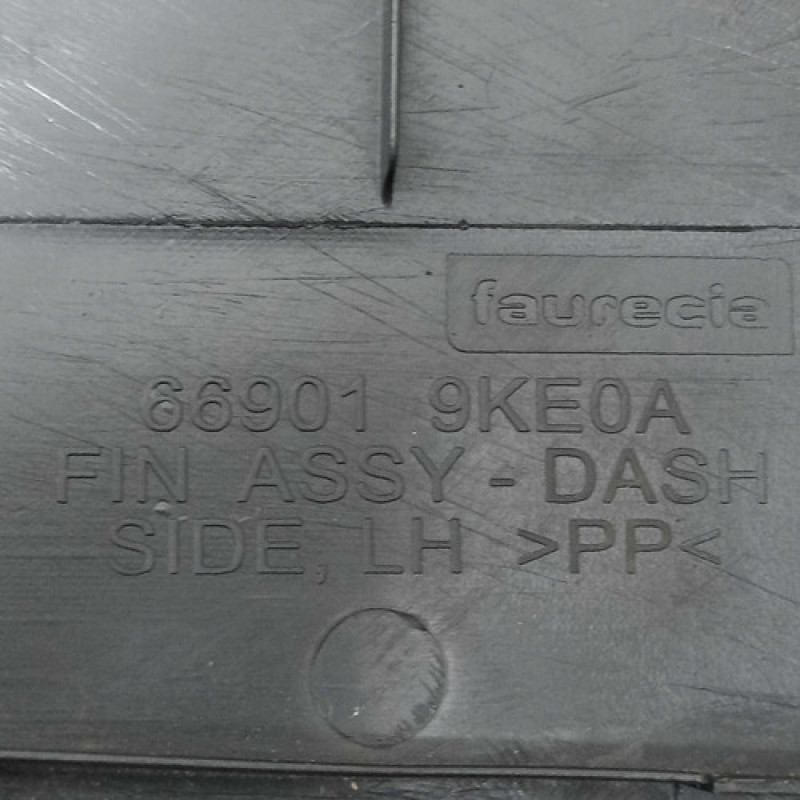 faurecia
66901 9KE0A
FIN ASSY - DASH
SIDE, LH >PP<